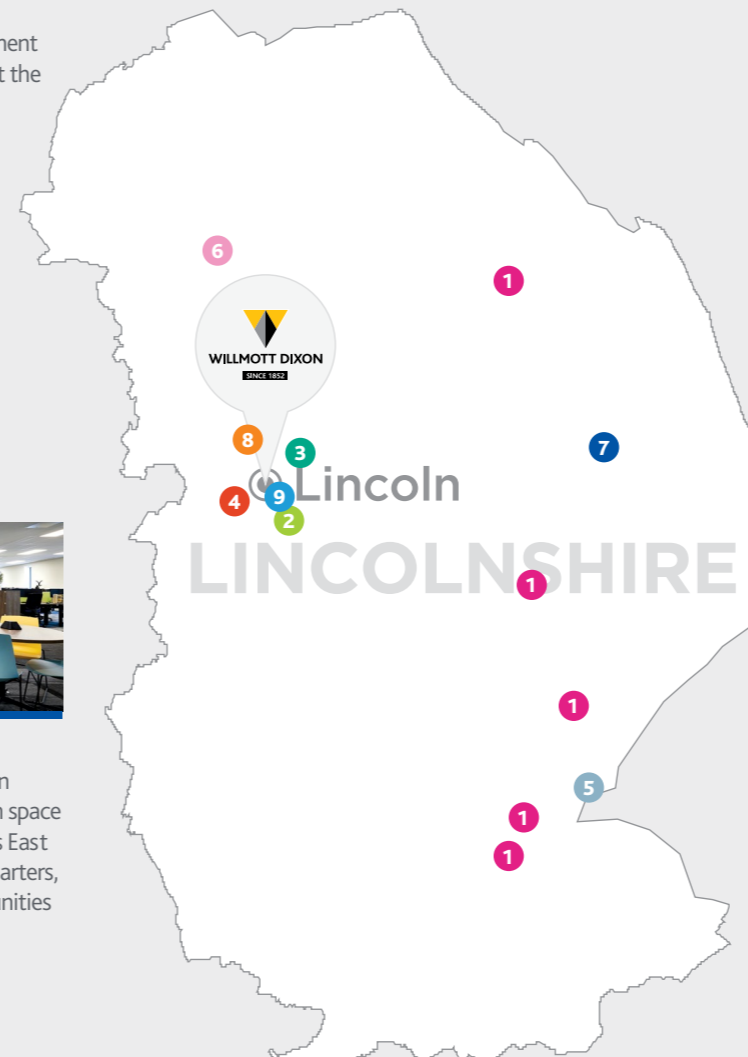 ment
t the
6
1
WILLMOTT DIXON
SINCE 1852
8
3
7
Lincoln
4
9
2
LINCOLNSHIRE
1
1
n
n space
s East
arters,
unities
5
1
1